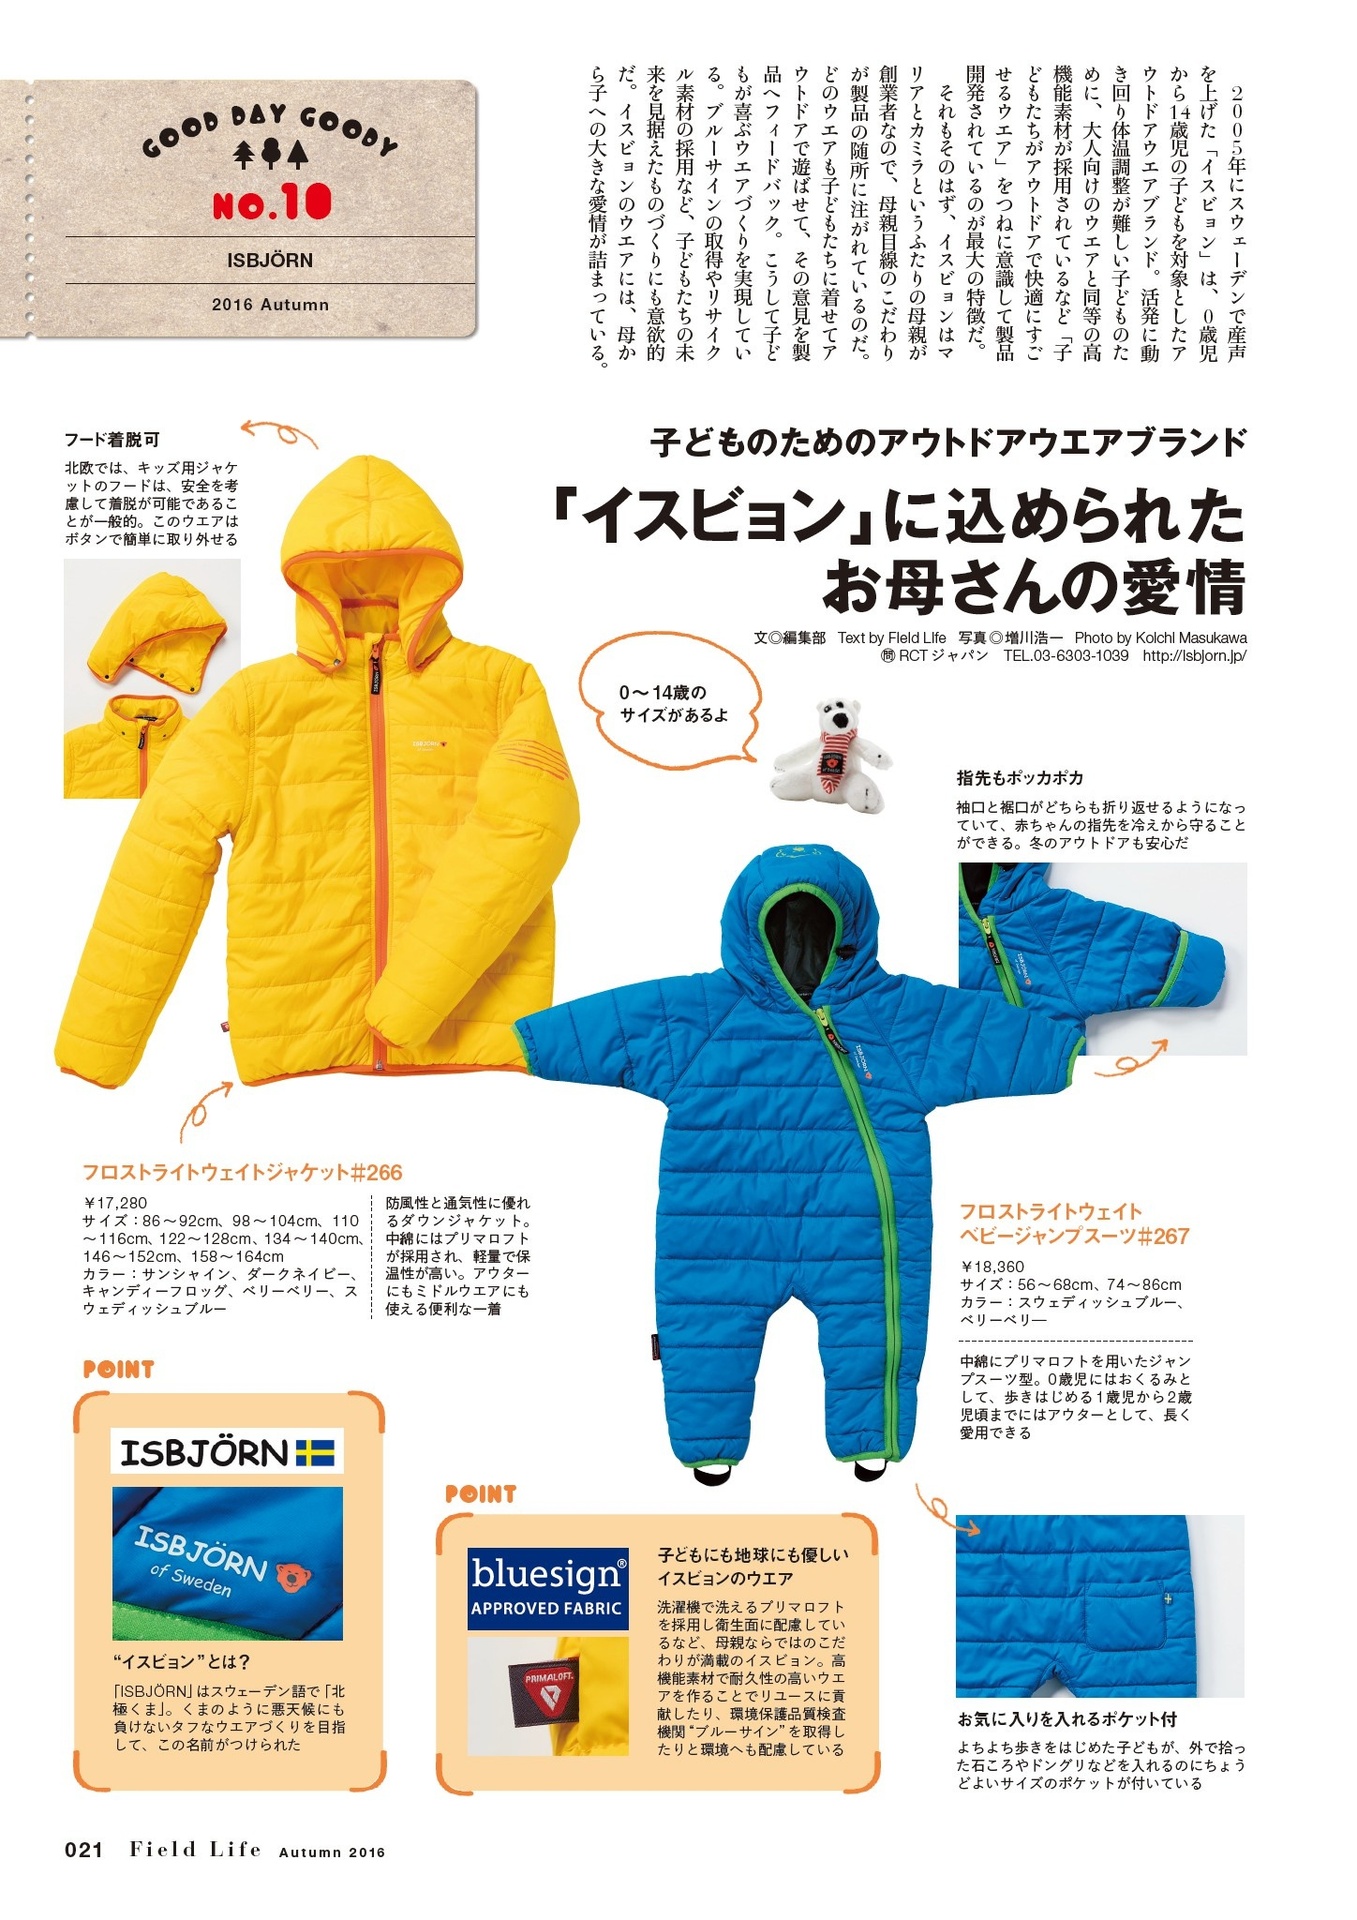 GOOD DAY GOODY
NO.10
ISBJÖRN
2016 Autumn
2005年にスウェーデンで産声
を上げた「イスビョン」は、0歳児
から14歳児の子どもを対象としたア
ウトドアウエアブランド。活発に動
き回り体温調整が難しい子どものた
めに、大人向けのウエアと同等の高
機能素材が採用されているなど「子
どもたちがアウトドアで快適にすご
せるウエア」をつねに意識して製品
開発されているのが最大の特徴だ。
それもそのはず、イスビョンはマ
リアとカミラというふたりの母親が
創業者なので、母親目線のこだわり
が製品の随所に注がれているのだ。
どのウエアも子どもたちに着せてア
ウトドアで遊ばせて、その意見を製
品へフィードバック。こうして子ど
もが喜ぶウエアづくりを実現してい
る。ブルーサインの取得やリサイク
ル素材の採用など、子どもたちの未
来を見据えたものづくりにも意欲的
だ。イスビョンのウエアには、母か
ら子への大きな愛情が詰まっている。
子どものためのアウトドアウエアブランド
「イスビョン」に込められた
お母さんの愛情
文◎編集部 Text by Field Life 写真◎増川浩一 Photo by Koichi Masukawa
㉄RCTジャパン TEL.03-6303-1039 http://isbjorn.jp/
フード着脱可
北欧では、キッズ用ジャケ
ットのフードは、安全を考
慮して着脱が可能であるこ
とが一般的。このウエアは
ボタンで簡単に取り外せる
ISBJÖRN
0〜14歳の
サイズがあるよ
指先もポッカポカ
袖口と裾口がどちらも折り返せるようになっ
ていて、赤ちゃんの指先を冷えから守ること
ができる。冬のアウトドアも安心だ
ISBJÖRN
of Sweden
ISBJÖRN
of Sweden
フロストライトウェイトジャケット#266
¥17,280
サイズ：86〜92cm、98〜104cm、110
〜116cm、122〜128cm、134〜140cm、
146〜152cm、158〜164cm
カラー：サンシャイン、ダークネイビー、
キャンディーフロッグ、ベリーベリー、ス
ウェディッシュブルー
防風性と通気性に優れ
るダウンジャケット。
中綿にはプリマロフト
が採用され、軽量で保
温性が高い。アウター
にもミドルウエアにも
使える便利な一着
フロストライトウェイト
ベビージャンプスーツ#267
¥18,360
サイズ：56〜68cm、74〜86cm
カラー：スウェディッシュブルー、
ベリーベリー
中綿にプリマロフトを用いたジャン
プスーツ型。0歳児にはおくるみと
して、歩きはじめる1歳児から2歳
児頃までにはアウターとして、長く
愛用できる
POINT
ISBJÖRN
ISBJÖRN
of Sweden
“イスビョン”とは？
「ISBJÖRN」はスウェーデン語で「北
極くま」。くまのように悪天候にも
負けないタフなウエアづくりを目指
して、この名前がつけられた
POINT
bluesign®
APPROVED FABRIC
PRIMALOFT
子どもにも地球にも優しい
イスビョンのウエア
洗濯機で洗えるプリマロフト
を採用し衛生面に配慮してい
るなど、母親ならではのこだ
わりが満載のイスビョン。高
機能素材で耐久性の高いウエ
アを作ることでリユースに貢
献したり、環境保護品質検査
機関“ブルーサイン”を取得し
たりと環境へも配慮している
お気に入りを入れるポケット付
よちよち歩きをはじめた子どもが、外で拾っ
た石ころやドングリなどを入れるのにちょう
どよいサイズのポケットが付いている
021 Field Life Autumn 2016